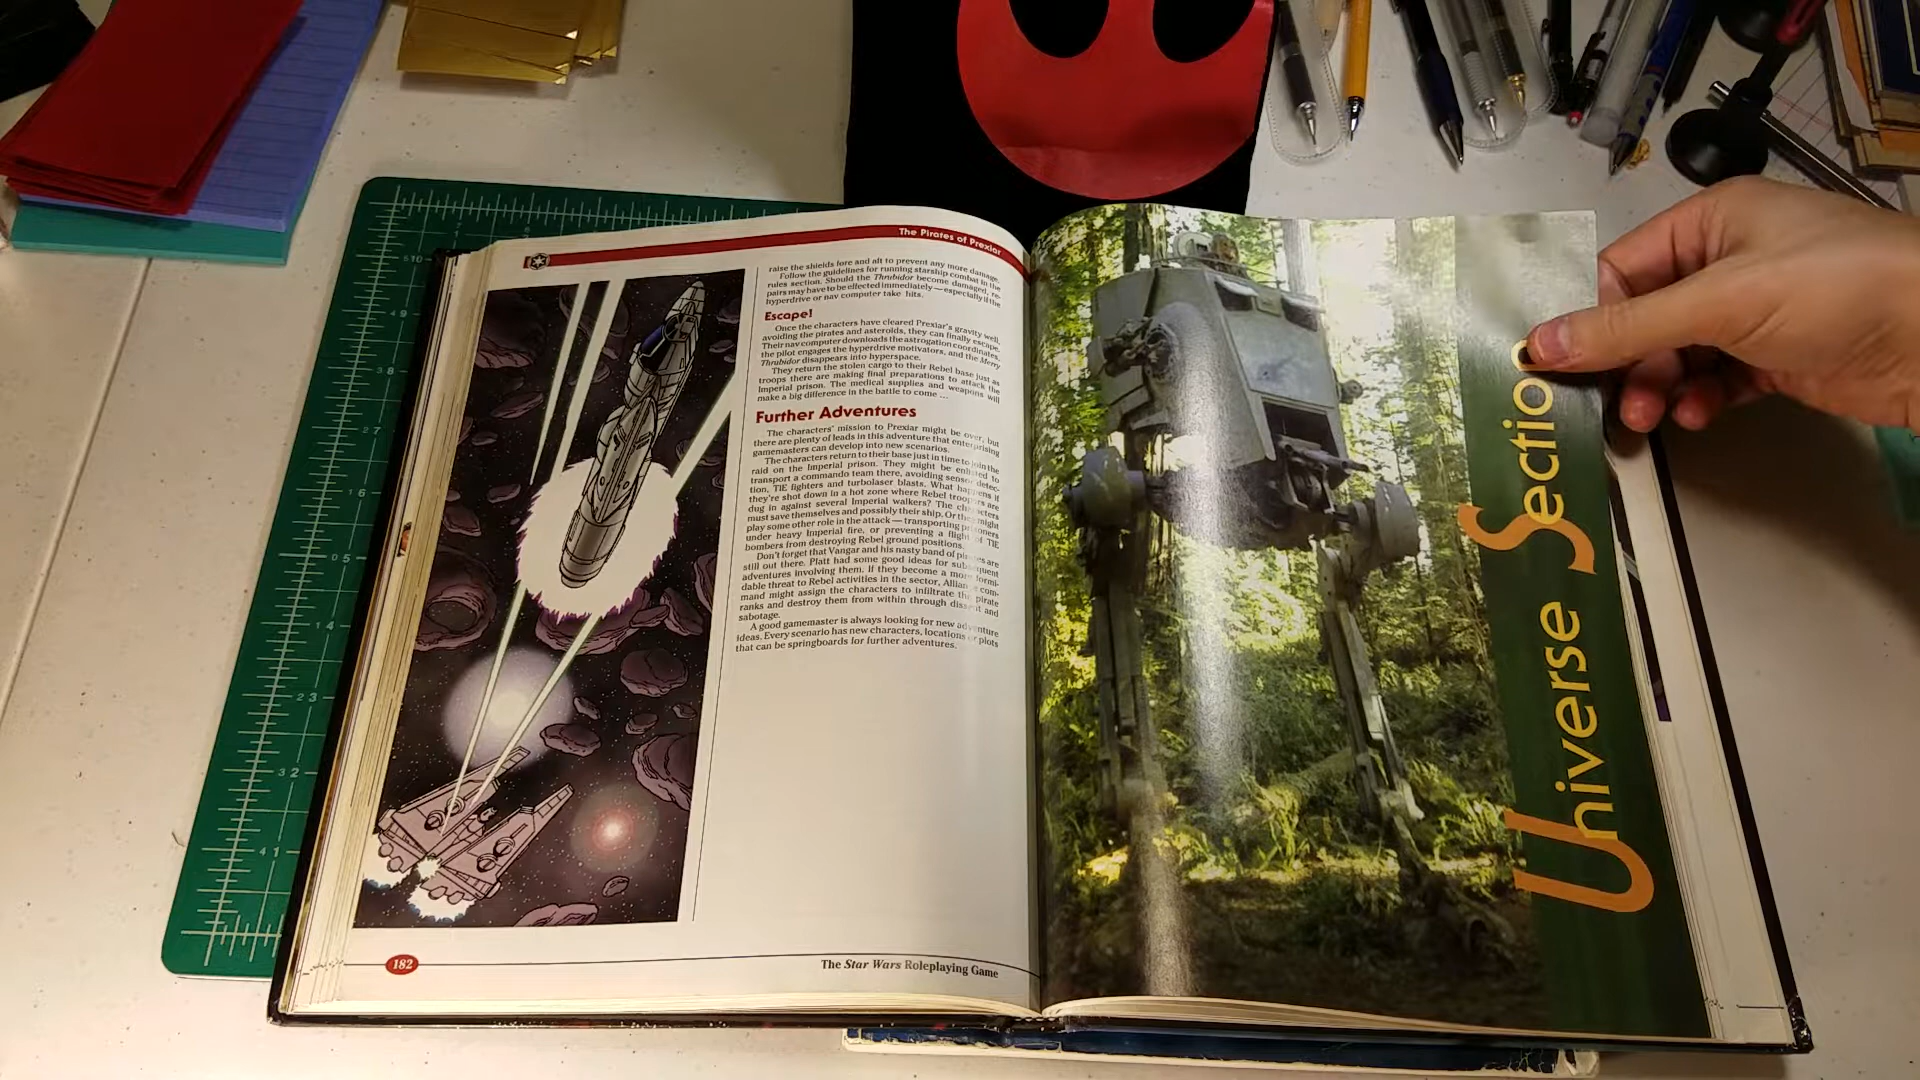 The Pirates of Prexiar
raise the shields fore and aft to prevent any more damage.
Follow the guidelines for running starship combat in the
rules section. Should the Thrubidor become damaged, re-
pairs may have to be effected immediately — especially if the
hyperdrive or nav computer take hits.
Escape!
Once the characters have cleared Prexiar's gravity well,
avoiding the pirates and asteroids, they can finally escape.
Their nav computer downloads the astrogation coordinates,
the pilot engages the hyperdrive motivators, and the Merry
Thrubidor disappears into hyperspace.
They return the stolen cargo to their Rebel base just as
troops there are making final preparations to attack the
Imperial prison. The medical supplies and weapons will
make a big difference in the battle to come ...
Further Adventures
The characters' mission to Prexiar might be over, but
there are plenty of leads in this adventure that enterprising
gamemasters can develop into new scenarios.
The characters return to their base just in time to join the
raid on the Imperial prison. They might be enlisted to
transport a commando team there, avoiding sensor detec-
tion, TIE fighters and turbolaser blasts. What happens if
they're shot down in a hot zone where Rebel troopers are
dug in against several Imperial walkers? The characters
must save themselves and possibly their ship. Or they might
play some other role in the attack — transporting prisoners
under heavy Imperial fire, or preventing a flight of TIE
bombers from destroying Rebel ground positions.
Don't forget that Vangar and his nasty band of pirates are
still out there. Platt had some good ideas for subsequent
adventures involving them. If they become a more formi-
dable threat to Rebel activities in the sector, Alliance com-
mand might assign the characters to infiltrate the pirate
ranks and destroy them from within through dissent and
sabotage.
A good gamemaster is always looking for new adventure
ideas. Every scenario has new characters, locations or plots
that can be springboards for further adventures.
182
The Star Wars Roleplaying Game
Universe Section